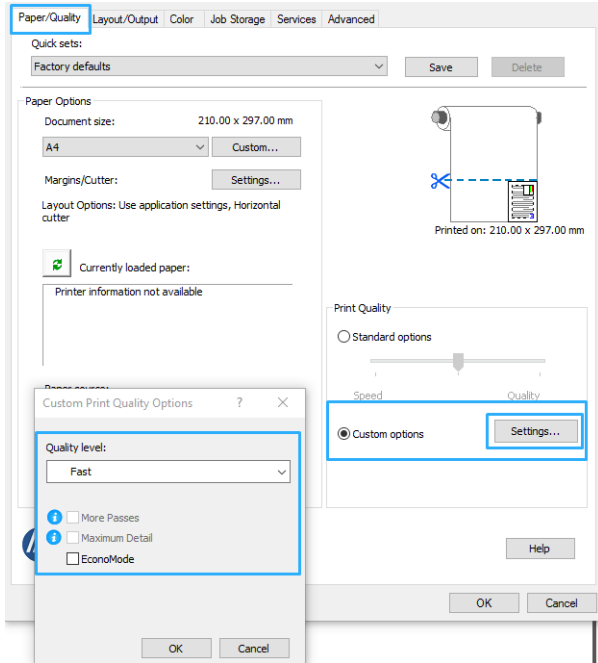 Paper/Quality Layout/Output Color Job Storage Services Advanced
Quick sets:
Factory defaults Save Delete
Paper Options
Document size: 210.00 x 297.00 mm
A4 Custom...
Margins/Cutter: Settings...
Layout Options: Use application settings, Horizontal
cutter
Printed on: 210.00 x 297.00 mm
Currently loaded paper:
Printer information not available
Print Quality
Standard options
Speed Quality
Custom options Settings...
Paper source:
Custom Print Quality Options ? ×
Quality level:
Fast
i More Passes
i Maximum Detail
EconoMode
Help
OK Cancel
OK Cancel